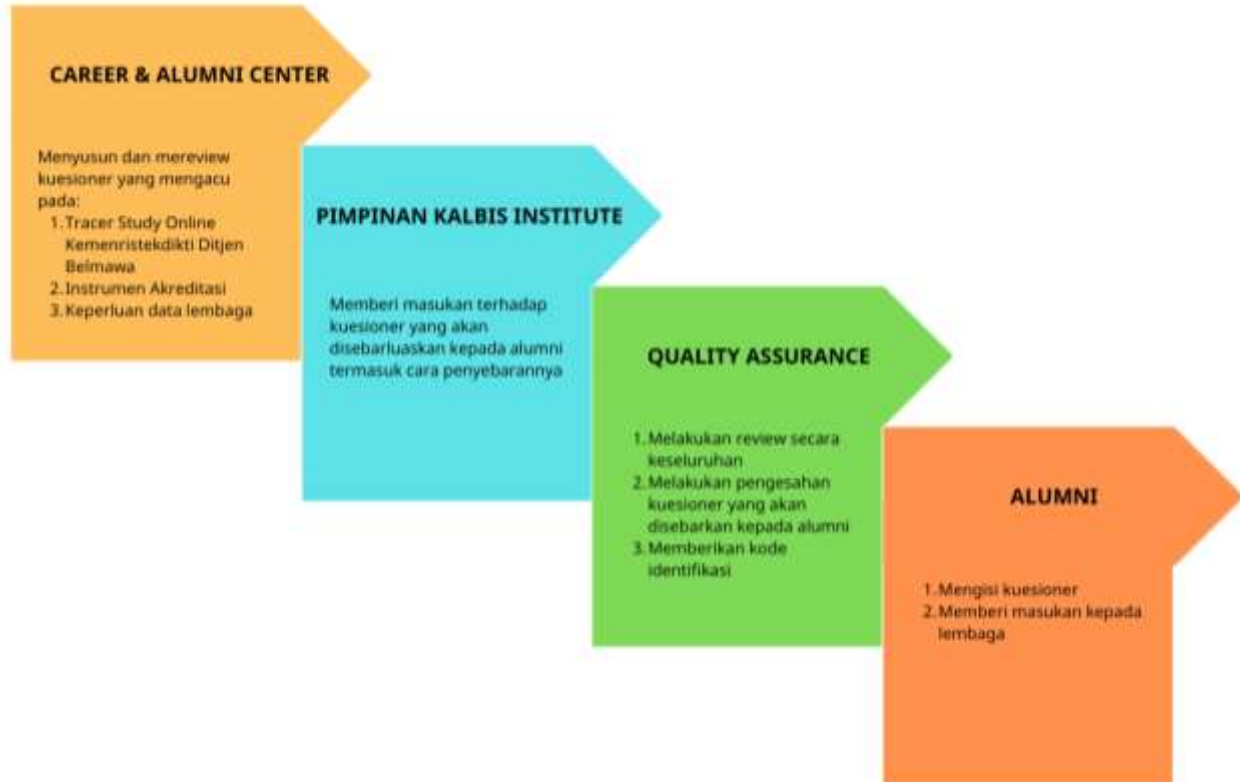 CAREER & ALUMNI CENTER
Menyusun dan mereview
kuesioner yang mengacu
pada:
1. Tracer Study Online
Kemenristekdikti Ditjen
Belmawa
2. Instrumen Akreditasi
3. Keperluan data lembaga
PIMPINAN KALBIS INSTITUTE
Memberi masukan terhadap
kuesioner yang akan
disebarluaskan kepada alumni
termasuk cara penyebarannya
QUALITY ASSURANCE
1. Melakukan review secara
keseluruhan
2. Melakukan pengesahan
kuesioner yang akan
disebarkan kepada alumni
3. Memberikan kode
identifikasi
ALUMNI
1. Mengisi kuesioner
2. Memberi masukan kepada
lembaga